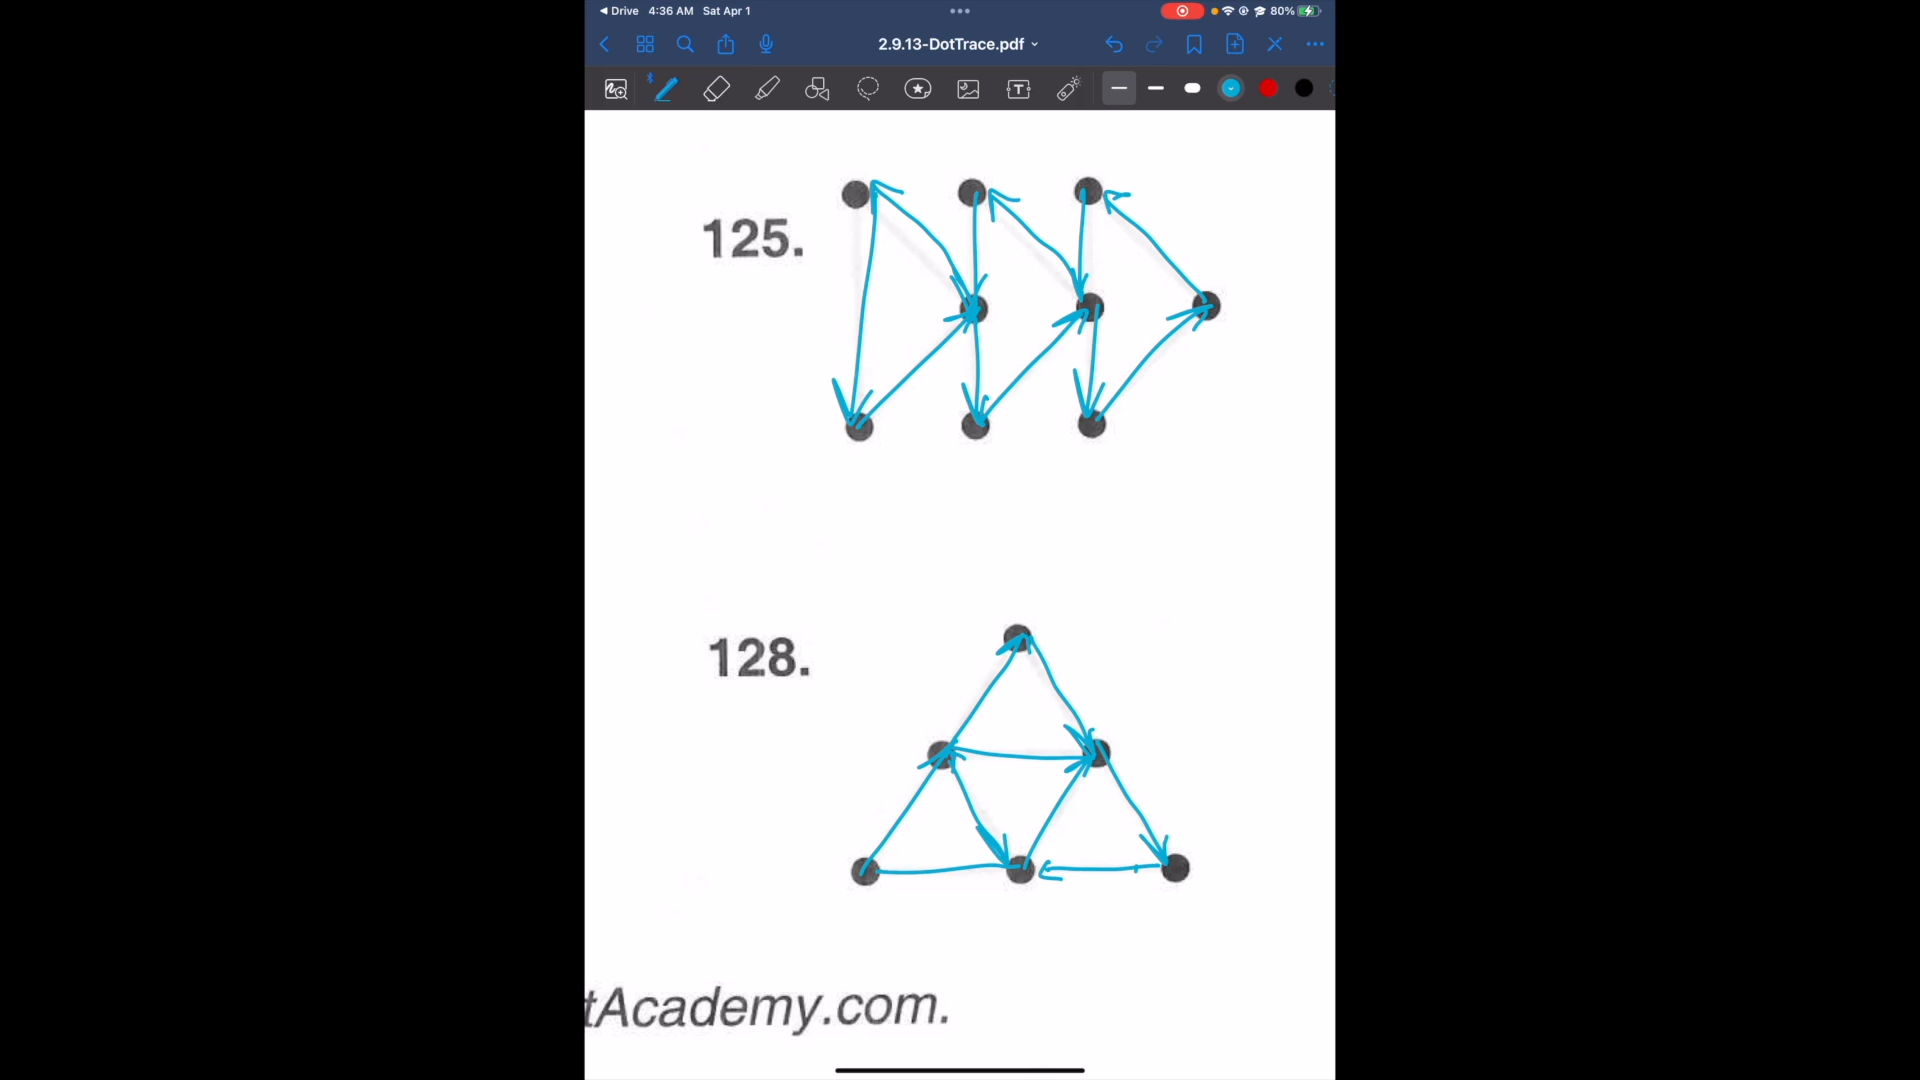 Drive 4:36 AM Sat Apr 1 80%
2.9.13-DotTrace.pdf
125.
128.
tAcademy.com.